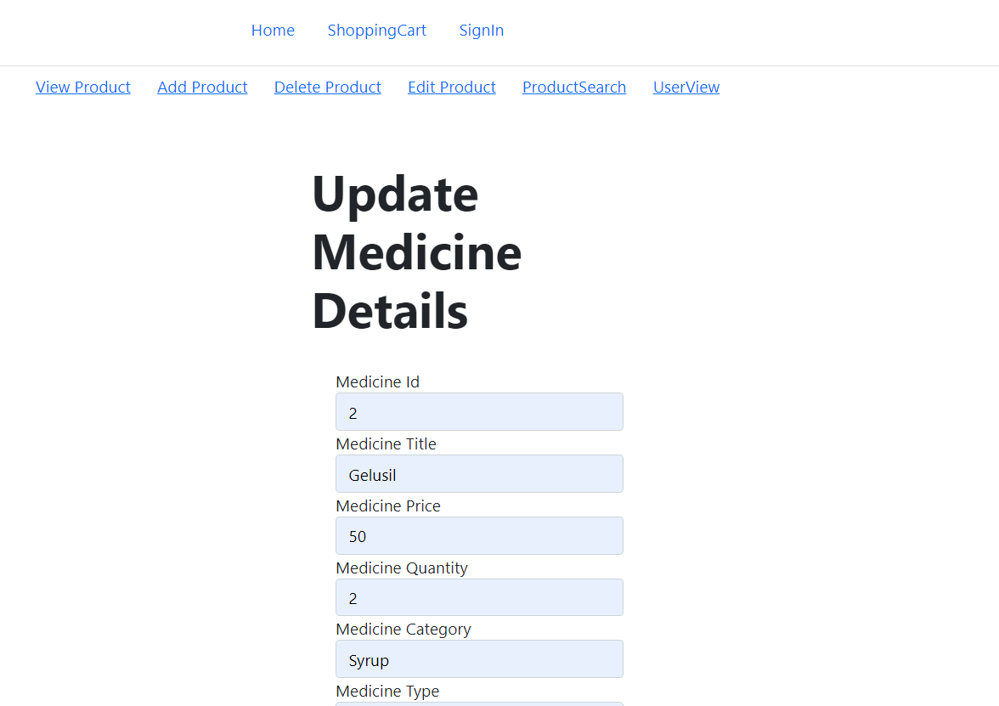 Home ShoppingCart SignIn
View Product Add Product Delete Product Edit Product ProductSearch UserView
Update
Medicine
Details
Medicine Id
2
Medicine Title
Gelusil
Medicine Price
50
Medicine Quantity
2
Medicine Category
Syrup
Medicine Type